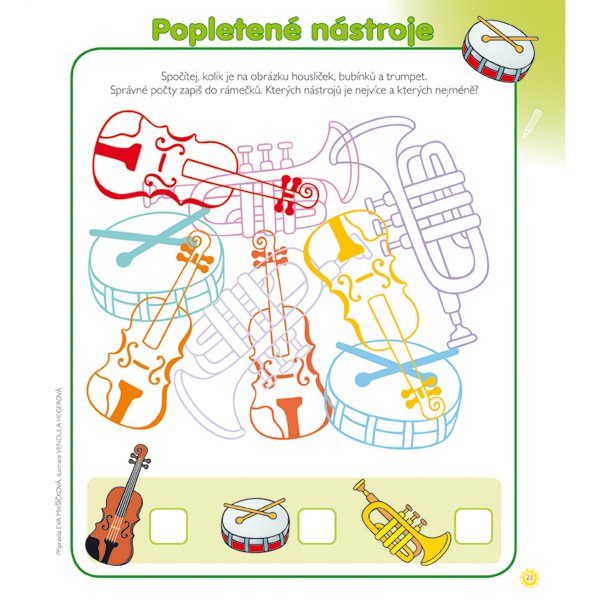 Popletené nástroje
Spočítej, kolik je na obrázku housliček, bubínků a trumpet.
Správné počty zapiš do rámečků. Kterých nástrojů je nejvíce a kterých nejméně?
Připravila EVA MIKŠÍČKOVÁ, ilustrace VENDULA HEGEROVÁ
23